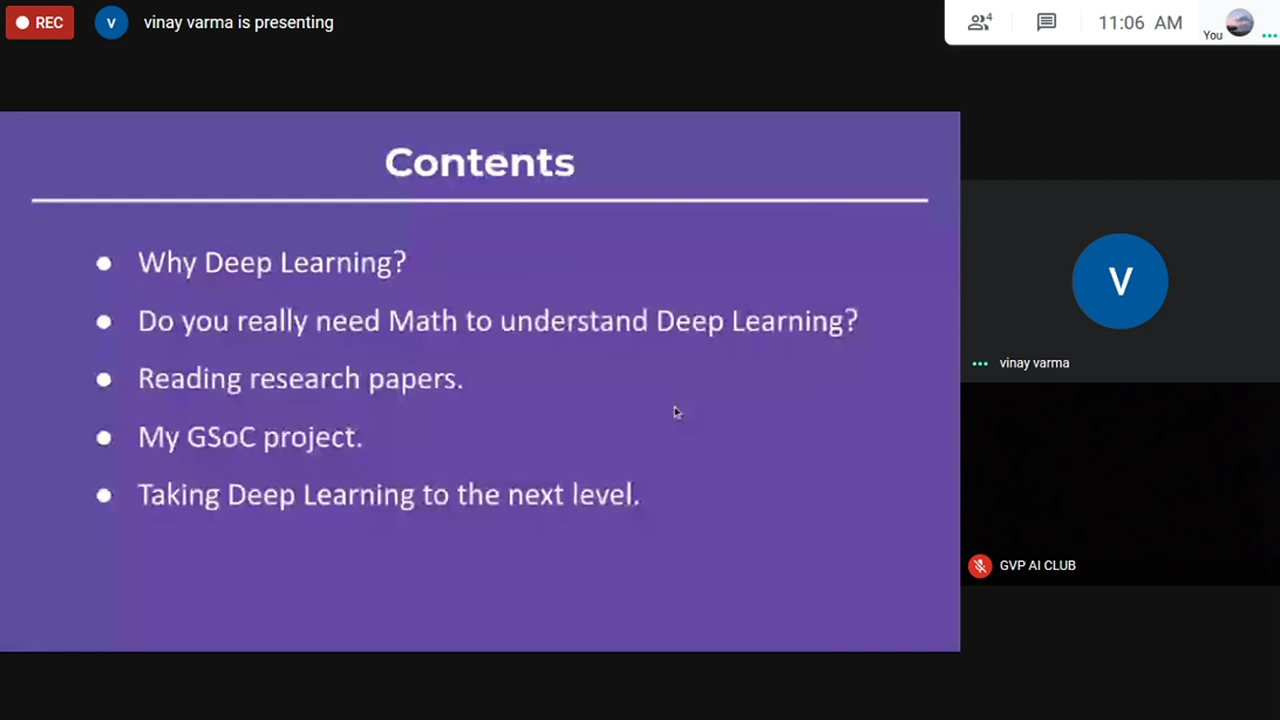 REC
v
vinay varma is presenting
4
11:06 AM
You
Contents
Why Deep Learning?
Do you really need Math to understand Deep Learning?
Reading research papers.
My GSoC project.
Taking Deep Learning to the next level.
V
vinay varma
GVP AI CLUB